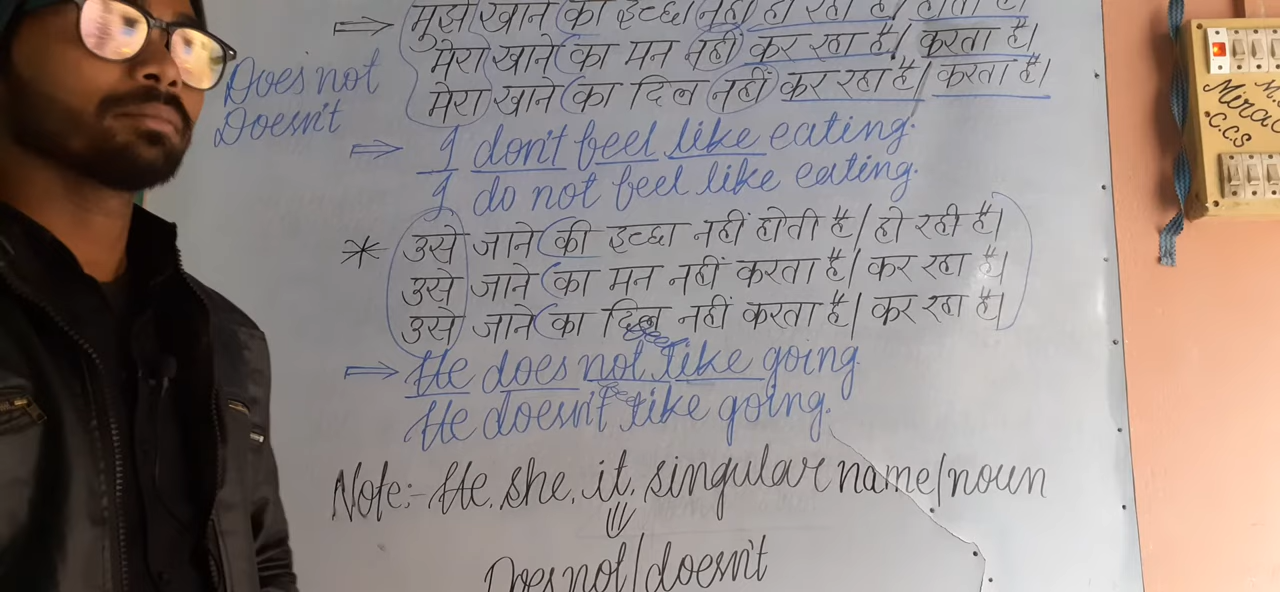 मुझे खाने की इच्छा नहीं हो रही है। होती है।
मेरा खाने का मन नहीं कर रहा है। करता है।
मेरा खाने का दिल नहीं कर रहा है। करता है।
Does not
Doesn't
⇒ I don't feel like eating.
I do not feel like eating.
* उसे जाने की इच्छा नहीं होती है। हो रही है।
उसे जाने का मन नहीं करता है। कर रहा है।
उसे जाने का दिल नहीं करता है। कर रहा है।
⇒ He does not like going.
He doesn't like going.
Note:- He, she, it, singular name/noun
Does not/doesn't
C.C.S